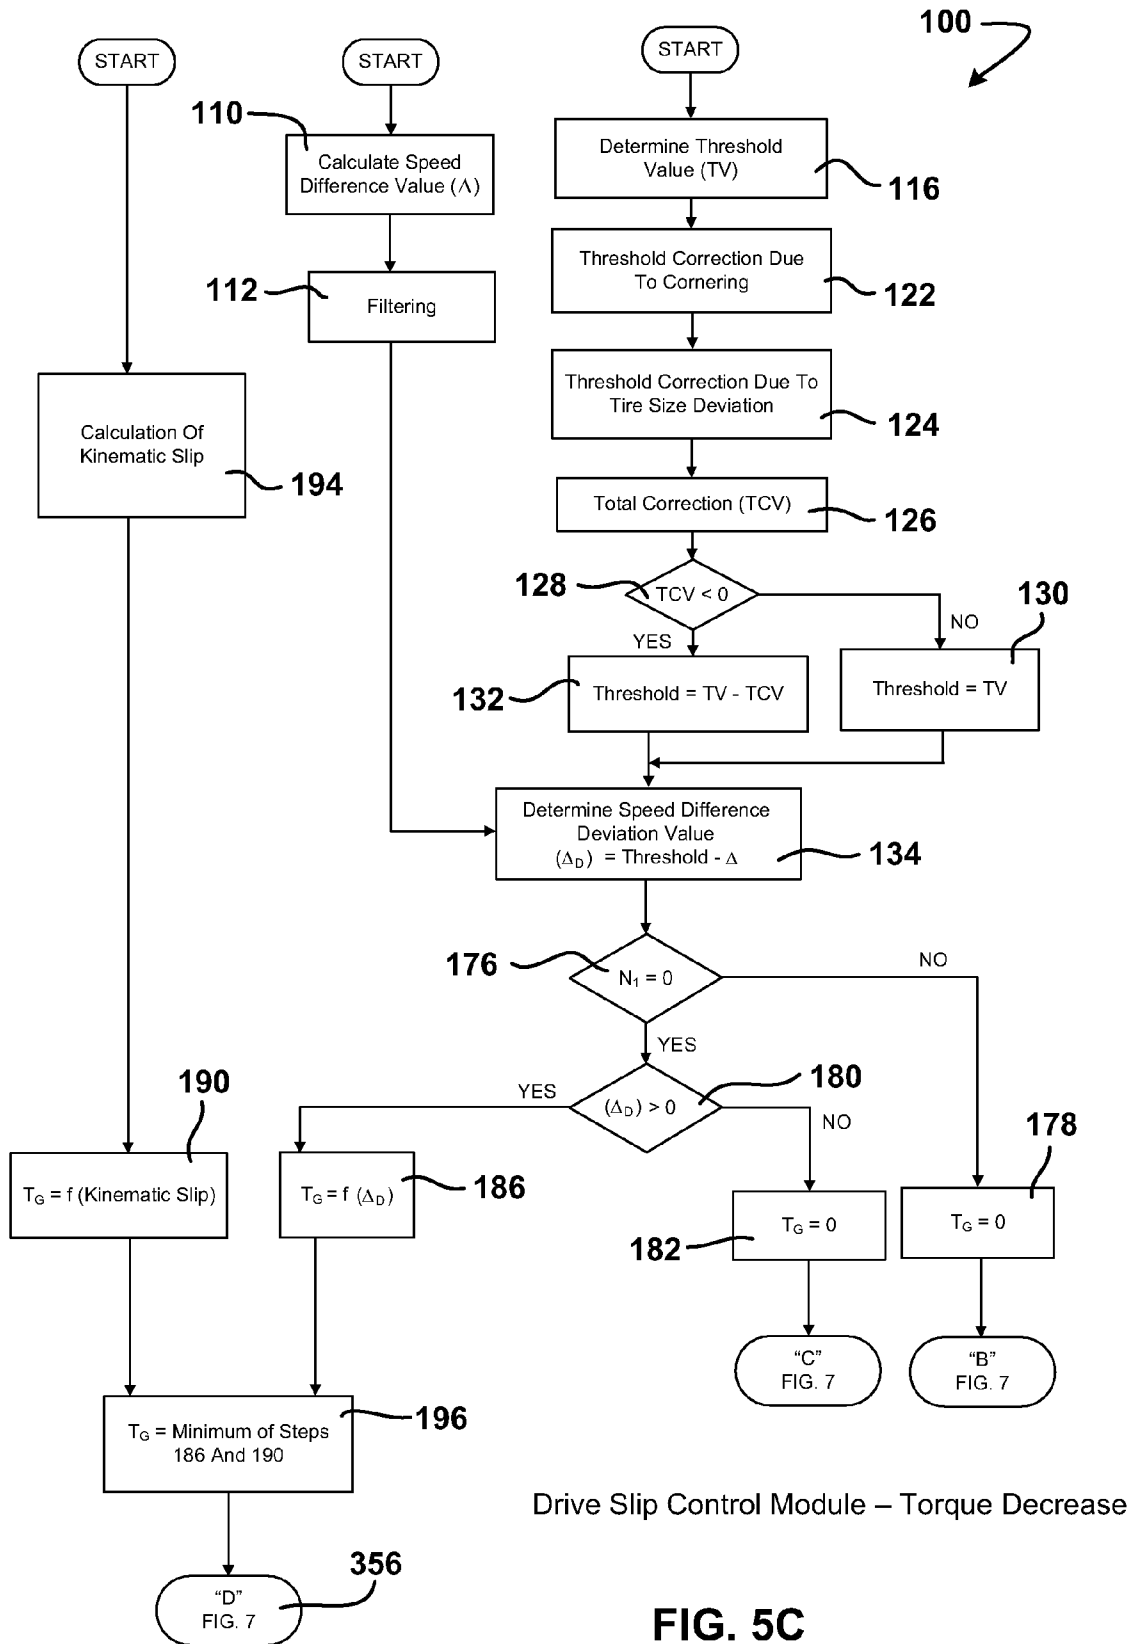 100
START
START
START
110
Calculate Speed
Difference Value (Λ)
Determine Threshold
Value (TV)
116
112
Filtering
Threshold Correction Due
To Cornering
122
Threshold Correction Due To
Tire Size Deviation
124
Calculation Of
Kinematic Slip
194
Total Correction (TCV)
126
128
TCV < 0
YES
NO
130
132
Threshold = TV - TCV
Threshold = TV
Determine Speed Difference
Deviation Value
(Δ_D) = Threshold - Δ
134
176
N₁ = 0
NO
YES
180
(Δ_D) > 0
YES
NO
190
T_G = f (Kinematic Slip)
T_G = f (Δ_D)
186
178
182
T_G = 0
T_G = 0
“C”
FIG. 7
“B”
FIG. 7
T_G = Minimum of Steps
186 And 190
196
Drive Slip Control Module – Torque Decrease
356
“D”
FIG. 7
FIG. 5C